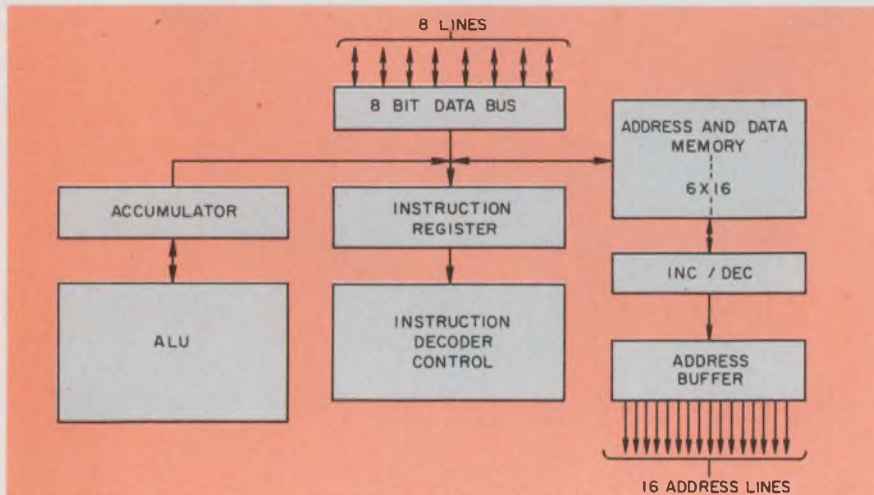 8 LINES
8 BIT DATA BUS
ADDRESS AND DATA
MEMORY
6X16
ACCUMULATOR
INSTRUCTION
REGISTER
INC / DEC
ALU
INSTRUCTION
DECODER
CONTROL
ADDRESS
BUFFER
16 ADDRESS LINES